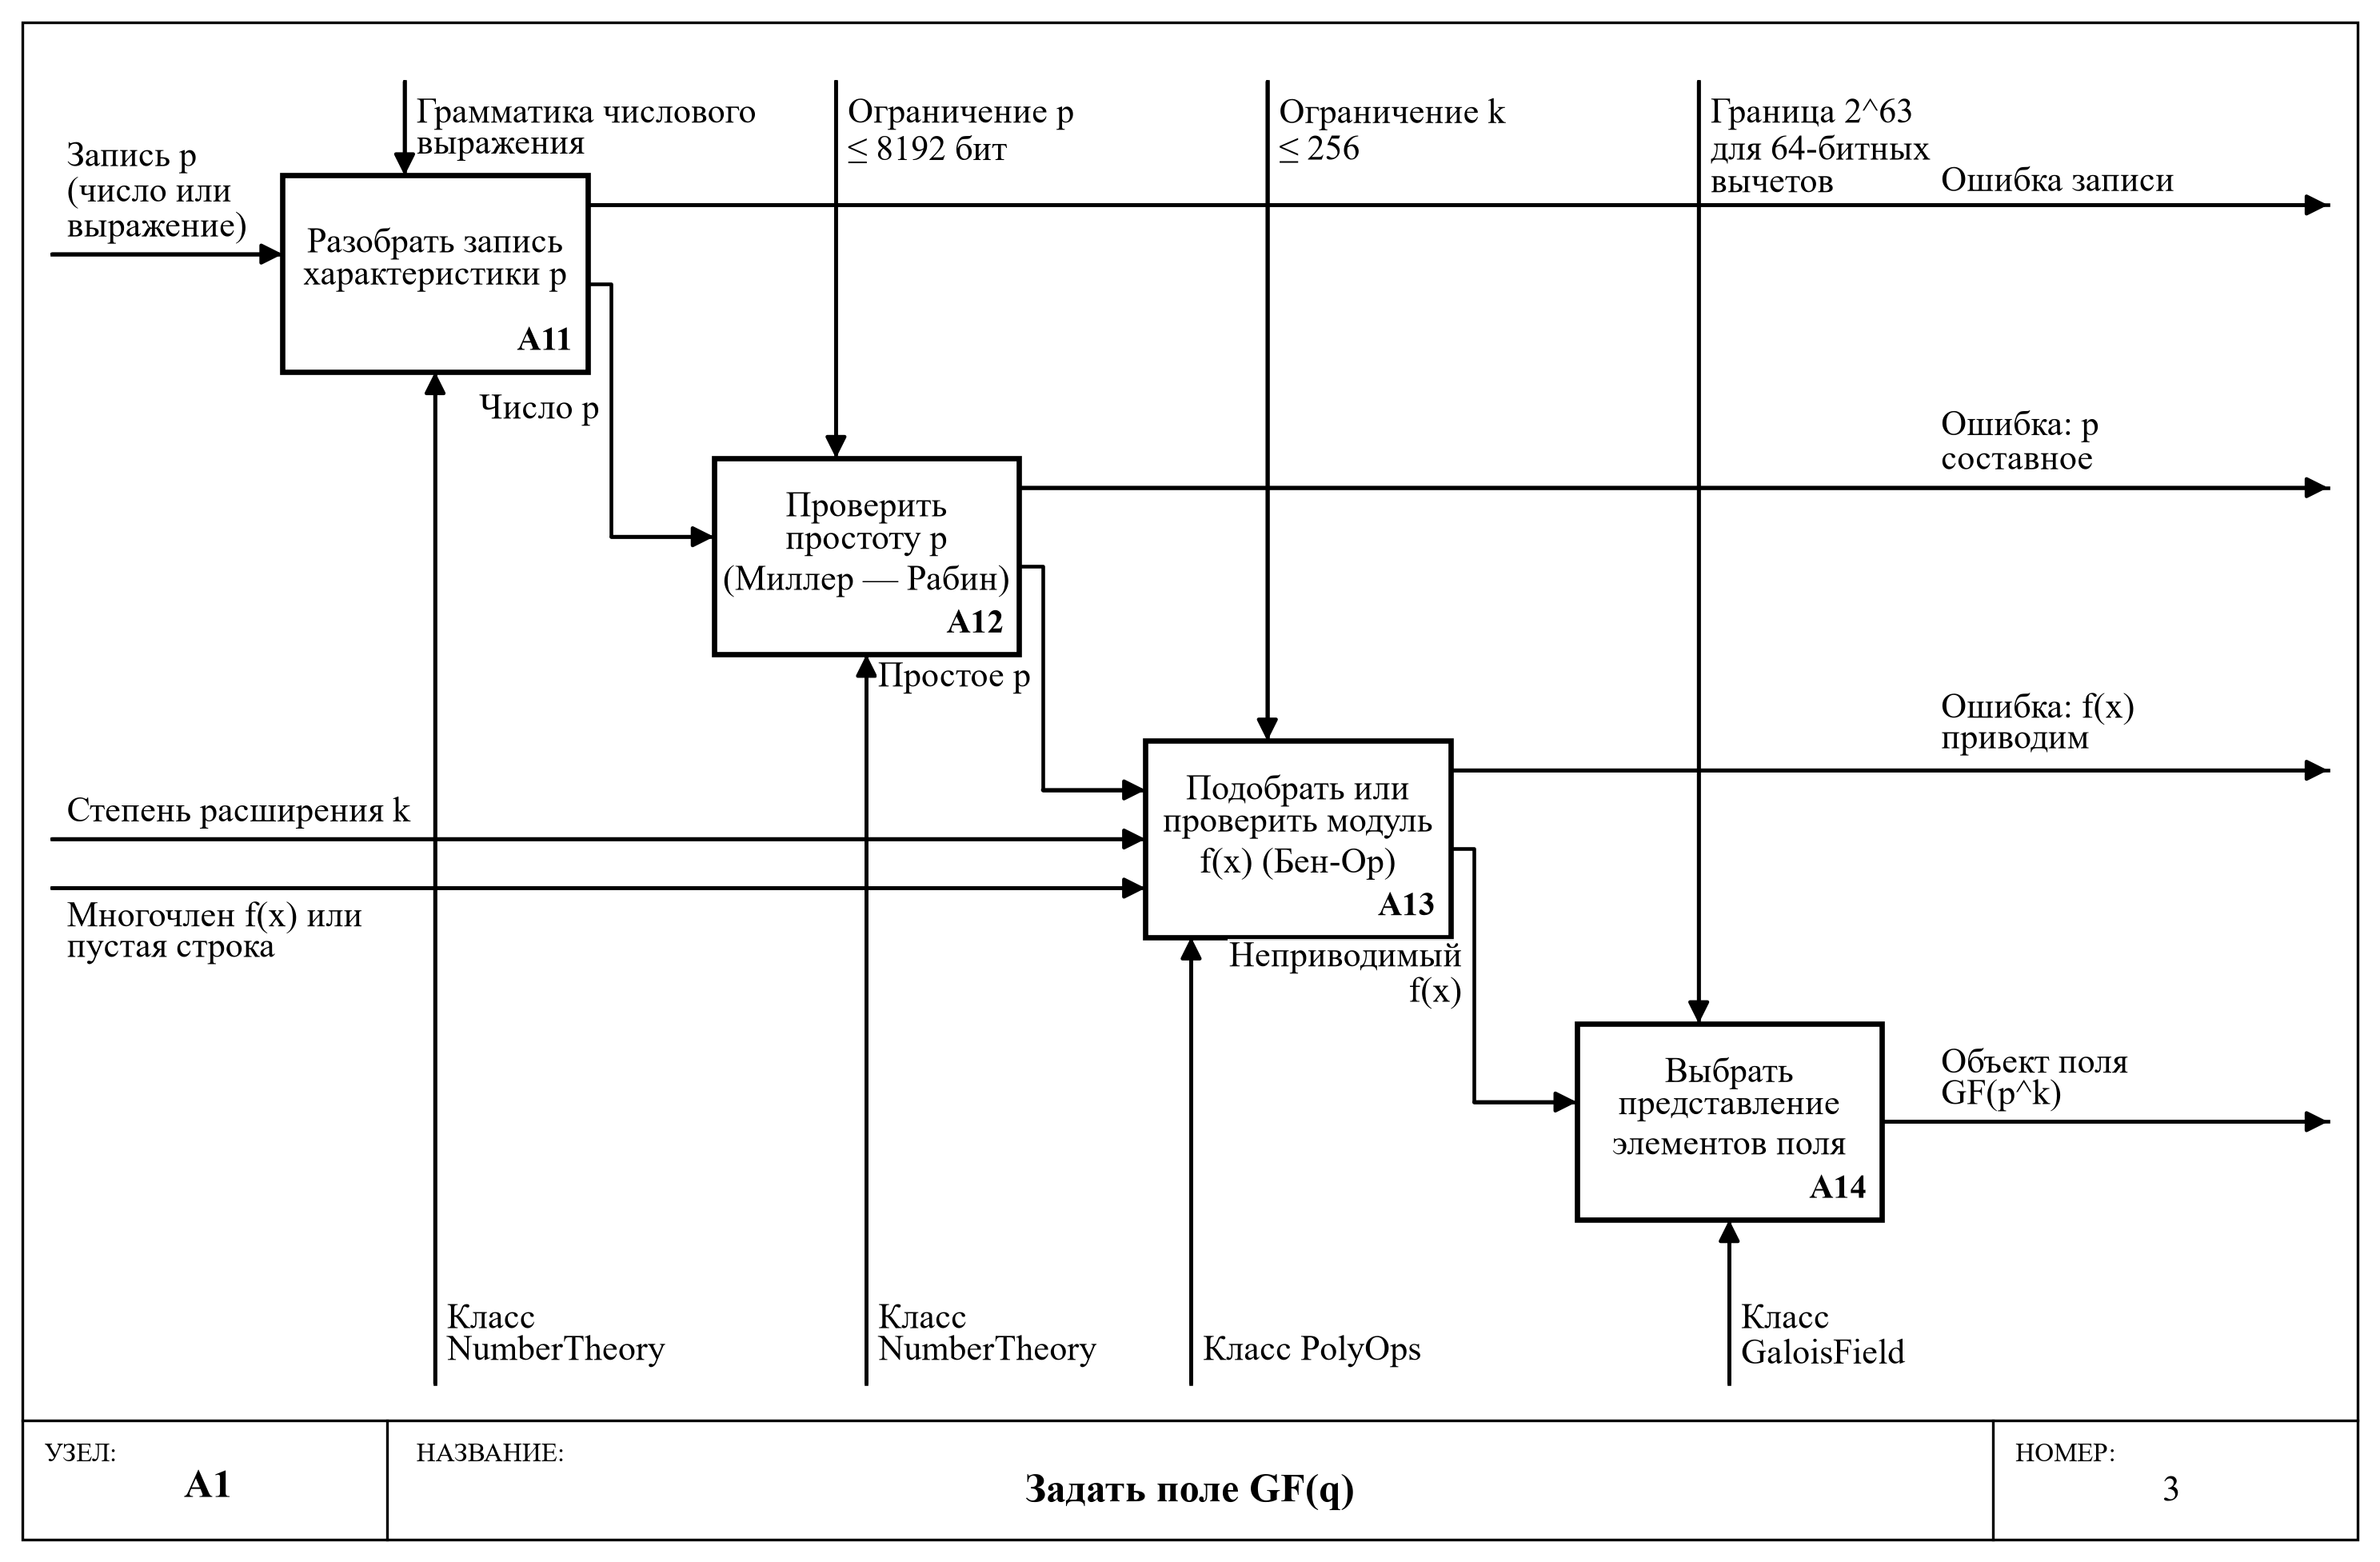 Грамматика числового
выражения
Ограничение p
≤ 8192 бит
Ограничение k
≤ 256
Граница 2^63
для 64-битных
вычетов
Запись p
(число или
выражение)
Ошибка записи
Разобрать запись
характеристики p
A11
Число p
Ошибка: p
составное
Проверить
простоту p
(Миллер — Рабин)
A12
Простое p
Ошибка: f(x)
приводим
Степень расширения k
Подобрать или
проверить модуль
f(x) (Бен-Ор)
A13
Многочлен f(x) или
пустая строка
Неприводимый
f(x)
Выбрать
представление
элементов поля
A14
Объект поля
GF(p^k)
Класс
NumberTheory
Класс
NumberTheory
Класс PolyOps
Класс
GaloisField
УЗЕЛ:
A1
НАЗВАНИЕ:
Задать поле GF(q)
НОМЕР:
3